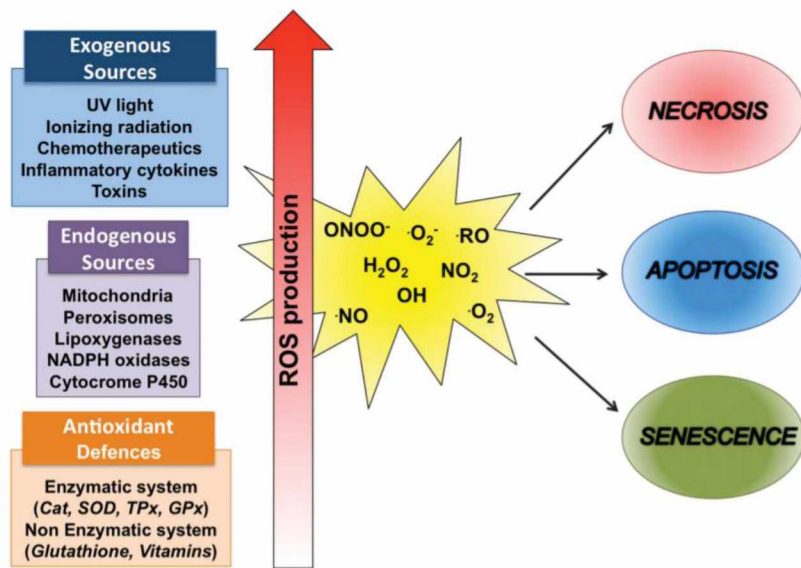 Exogenous
Sources
UV light
Ionizing radiation
Chemotherapeutics
Inflammatory cytokines
Toxins
Endogenous
Sources
Mitochondria
Peroxisomes
Lipoxygenases
NADPH oxidases
Cytocrome P450
Antioxidant
Defences
Enzymatic system
(Cat, SOD, TPx, GPx)
Non Enzymatic system
(Glutathione, Vitamins)
ROS production
ONOO⁻ ·O₂⁻ ·RO
H₂O₂ NO₂
OH
·NO ·O₂
NECROSIS
APOPTOSIS
SENESCENCE